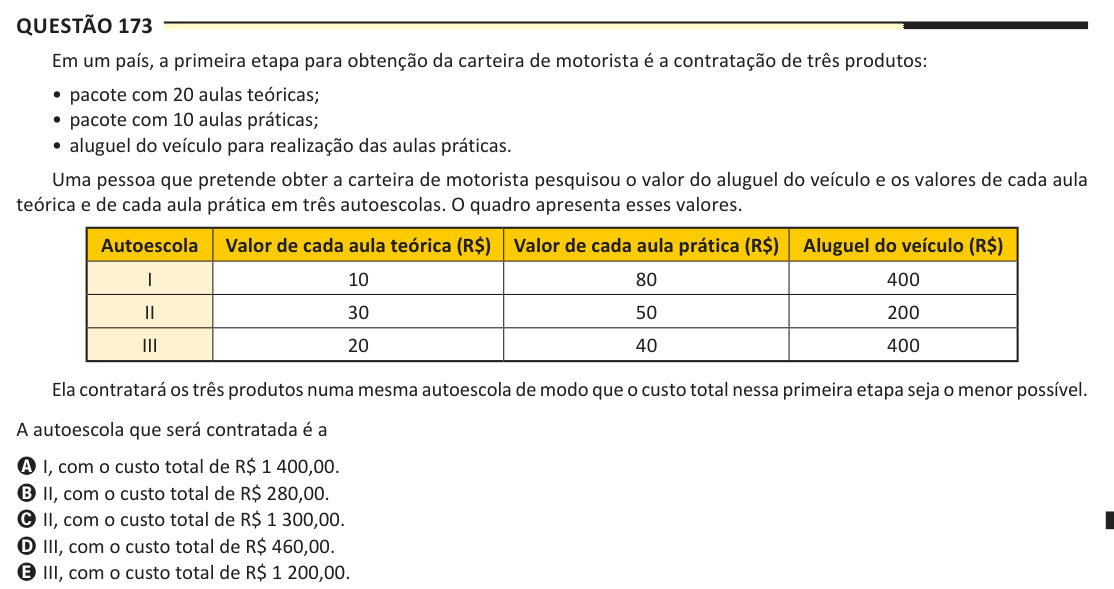 QUESTÃO 173
Em um país, a primeira etapa para obtenção da carteira de motorista é a contratação de três produtos:
• pacote com 20 aulas teóricas;
• pacote com 10 aulas práticas;
• aluguel do veículo para realização das aulas práticas.
Uma pessoa que pretende obter a carteira de motorista pesquisou o valor do aluguel do veículo e os valores de cada aula
teórica e de cada aula prática em três autoescolas. O quadro apresenta esses valores.
Autoescola Valor de cada aula teórica (R$) Valor de cada aula prática (R$) Aluguel do veículo (R$)
I 10 80 400
II 30 50 200
III 20 40 400
Ela contratará os três produtos numa mesma autoescola de modo que o custo total nessa primeira etapa seja o menor possível.
A autoescola que será contratada é a
A I, com o custo total de R$ 1 400,00.
B II, com o custo total de R$ 280,00.
C II, com o custo total de R$ 1 300,00.
D III, com o custo total de R$ 460,00.
E III, com o custo total de R$ 1 200,00.